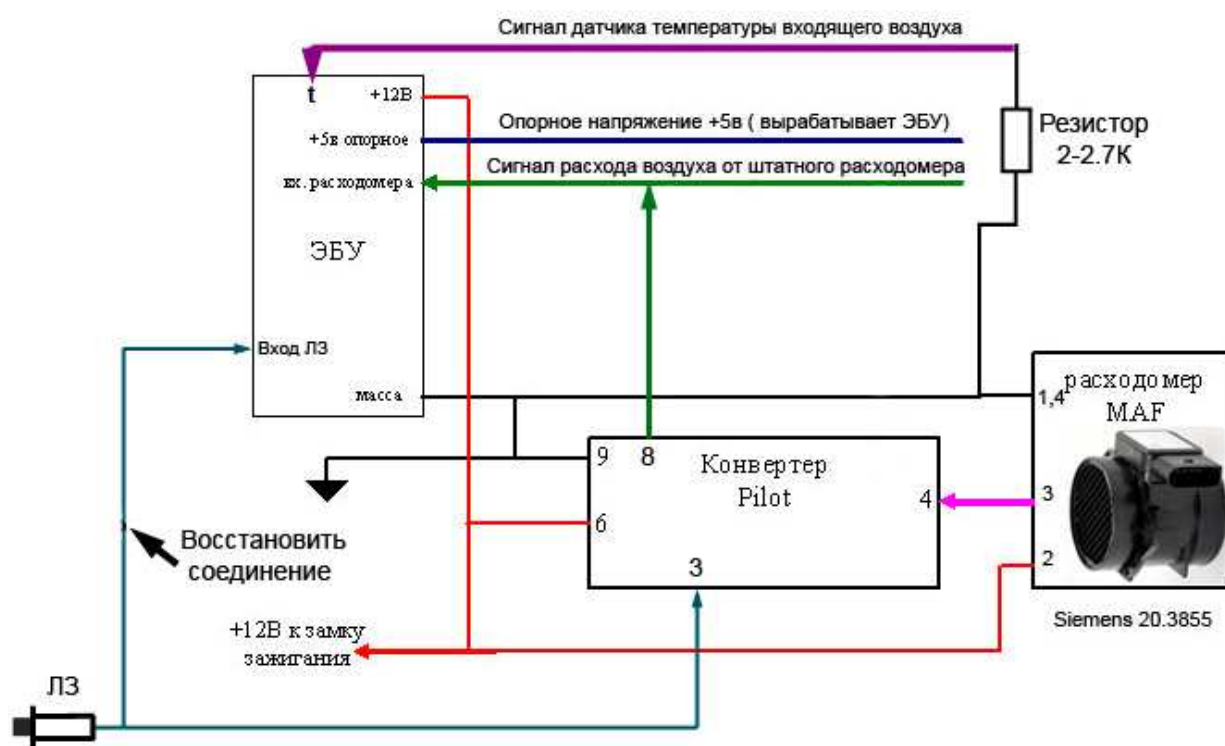 Сигнал датчика температуры входящего воздуха
t
+12В
+5в опорное
Опорное напряжение +5в ( вырабатывает ЭБУ)
Резистор
2-2.7К
вх. расходомера
Сигнал расхода воздуха от штатного расходомера
ЭБУ
Вход ЛЗ
масса
расходомер
MAF
1,4
3
2
Siemens 20.3855
9
8
Конвертер
Pilot
4
6
3
Восстановить
соединение
+12В к замку
зажигания
ЛЗ